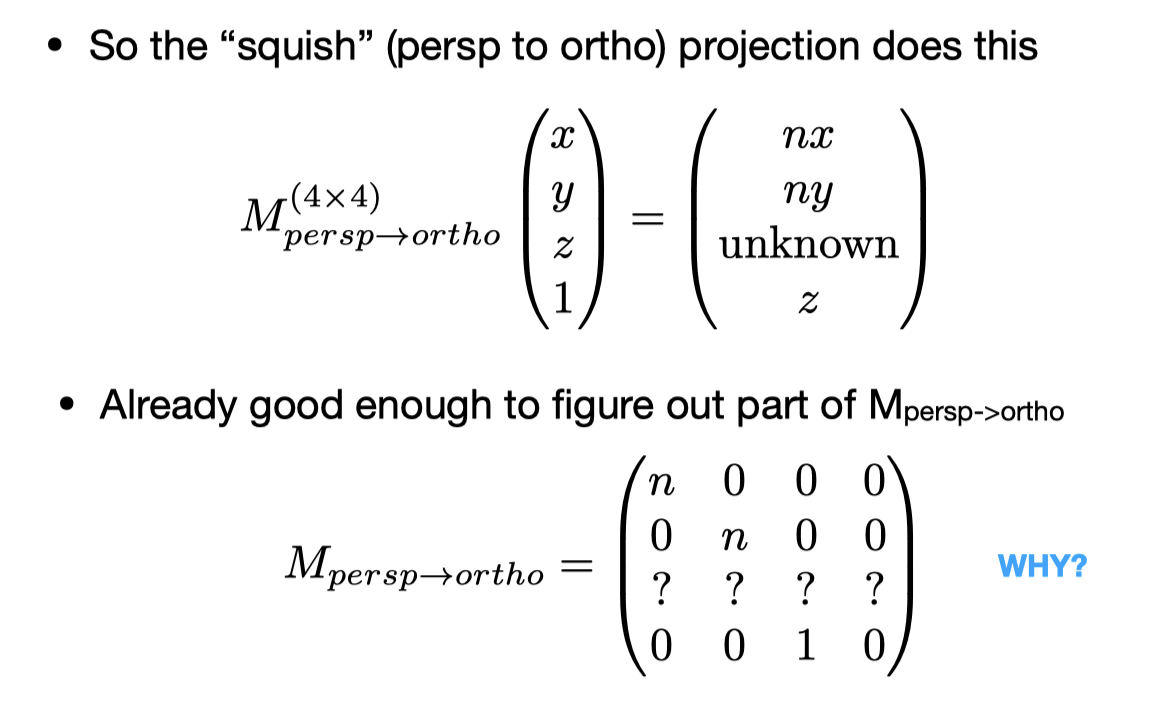 • So the “squish” (persp to ortho) projection does this
$M_{persp \to ortho}^{(4 \times 4)} \begin{pmatrix} x \\ y \\ z \\ 1 \end{pmatrix} = \begin{pmatrix} nx \\ ny \\ \text{unknown} \\ z \end{pmatrix}$
• Already good enough to figure out part of M_{persp->ortho}
$M_{persp \to ortho} = \begin{pmatrix} n & 0 & 0 & 0 \\ 0 & n & 0 & 0 \\ ? & ? & ? & ? \\ 0 & 0 & 1 & 0 \end{pmatrix}$ WHY?